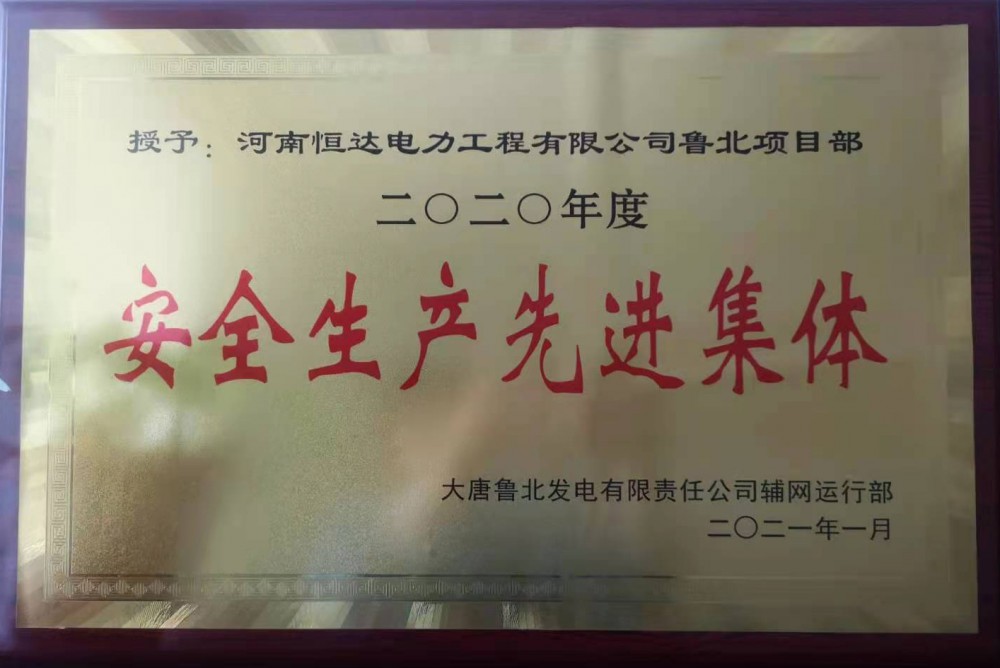 授予：河南恒达电力工程有限公司鲁北项目部
二〇二〇年度
安全生产先进集体
大唐鲁北发电有限责任公司辅网运行部
二〇二一年一月